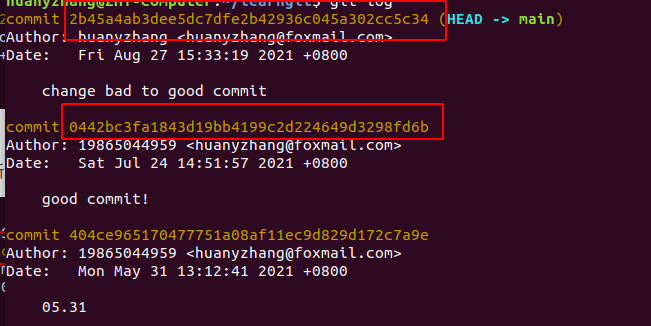 huanyzhang@zhr-computer:~/learngit$ git log
commit 2b45a4ab3dee5dc7dfe2b42936c045a302cc5c34 (HEAD -> main)
Author: huanyzhang <huanyzhang@foxmail.com>
Date:   Fri Aug 27 15:33:19 2021 +0800
change bad to good commit
commit 0442bc3fa1843d19bb4199c2d224649d3298fd6b
Author: 19865044959 <huanyzhang@foxmail.com>
Date:   Sat Jul 24 14:51:57 2021 +0800
good commit!
commit 404ce965170477751a08af11ec9d829d172c7a9e
Author: 19865044959 <huanyzhang@foxmail.com>
Date:   Mon May 31 13:12:41 2021 +0800
05.31